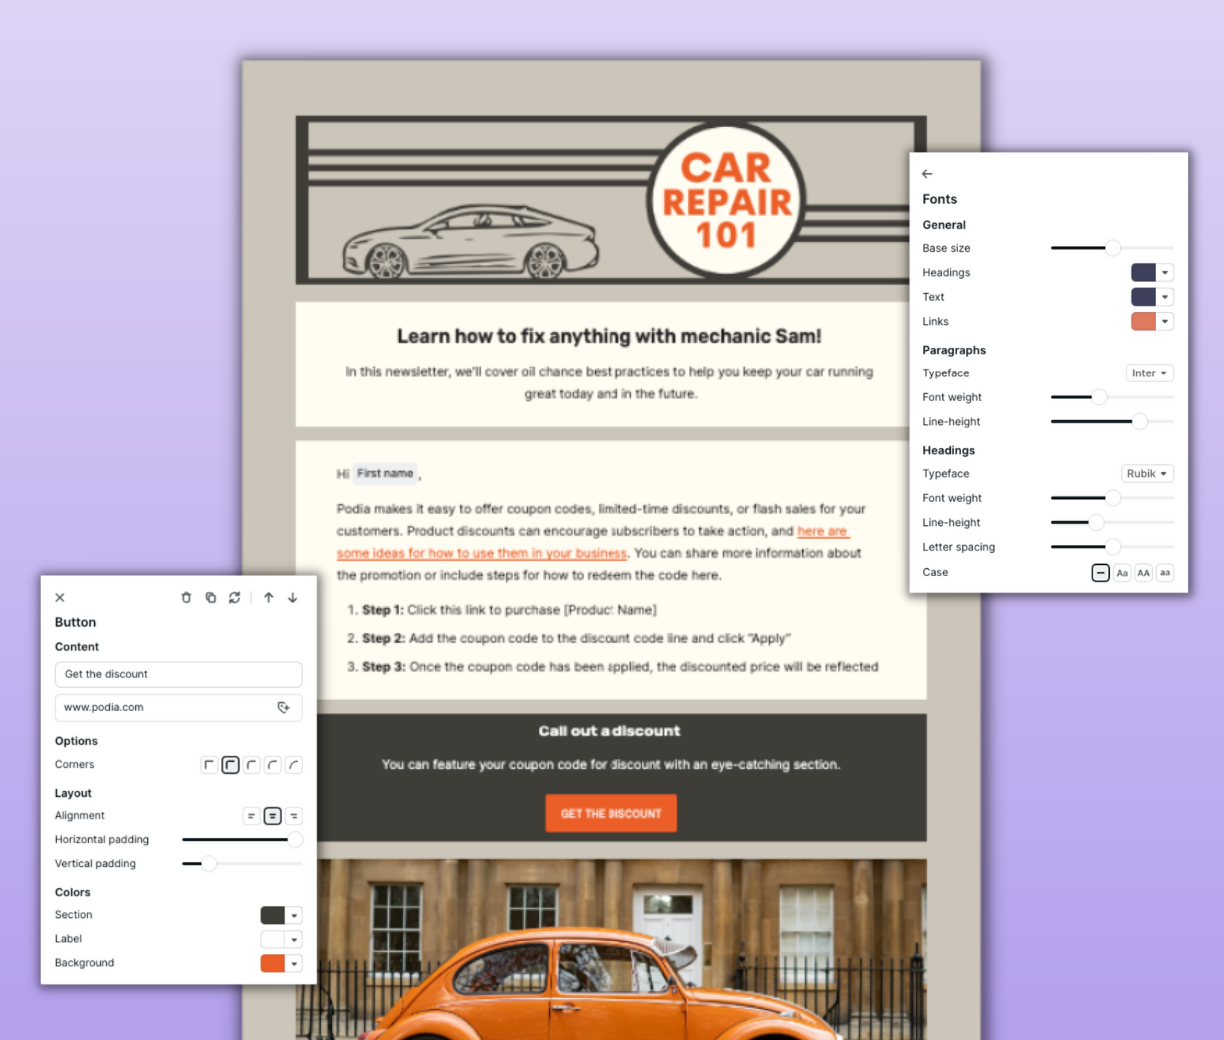 CAR
REPAIR
101
Learn how to fix anything with mechanic Sam!
In this newsletter, we'll cover oil chance best practices to help you keep your car running
great today and in the future.
Hi First name ,
Podia makes it easy to offer coupon codes, limited-time discounts, or flash sales for your
customers. Product discounts can encourage subscribers to take action, and here are
some ideas for how to use them in your business. You can share more information about
the promotion or include steps for how to redeem the code here.
1. Step 1: Click this link to purchase [Product Name]
2. Step 2: Add the coupon code to the discount code line and click "Apply"
3. Step 3: Once the coupon code has been applied, the discounted price will be reflected
Call out a discount
You can feature your coupon code for discount with an eye-catching section.
GET THE DISCOUNT
Fonts
General
Base size
Headings
Text
Links
Paragraphs
Typeface Inter
Font weight
Line-height
Headings
Typeface Rubik
Font weight
Line-height
Letter spacing
Case – Aa AA aa
Button
Content
Get the discount
www.podia.com
Options
Corners
Layout
Alignment
Horizontal padding
Vertical padding
Colors
Section
Label
Background